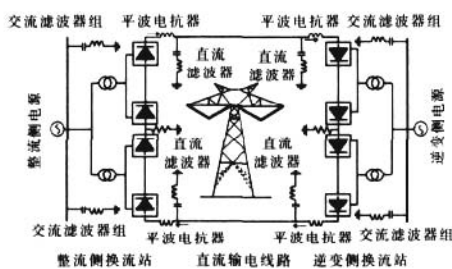 交流滤波器组 平波电抗器 平波电抗器 交流滤波器组
直流
滤波器
直流
滤波器
整流侧电源
逆变侧电源
直流
滤波器
直流
滤波器
交流滤波器组 平波电抗器 平波电抗器 交流滤波器组
整流侧换流站 直流输电线路 逆变侧换流站